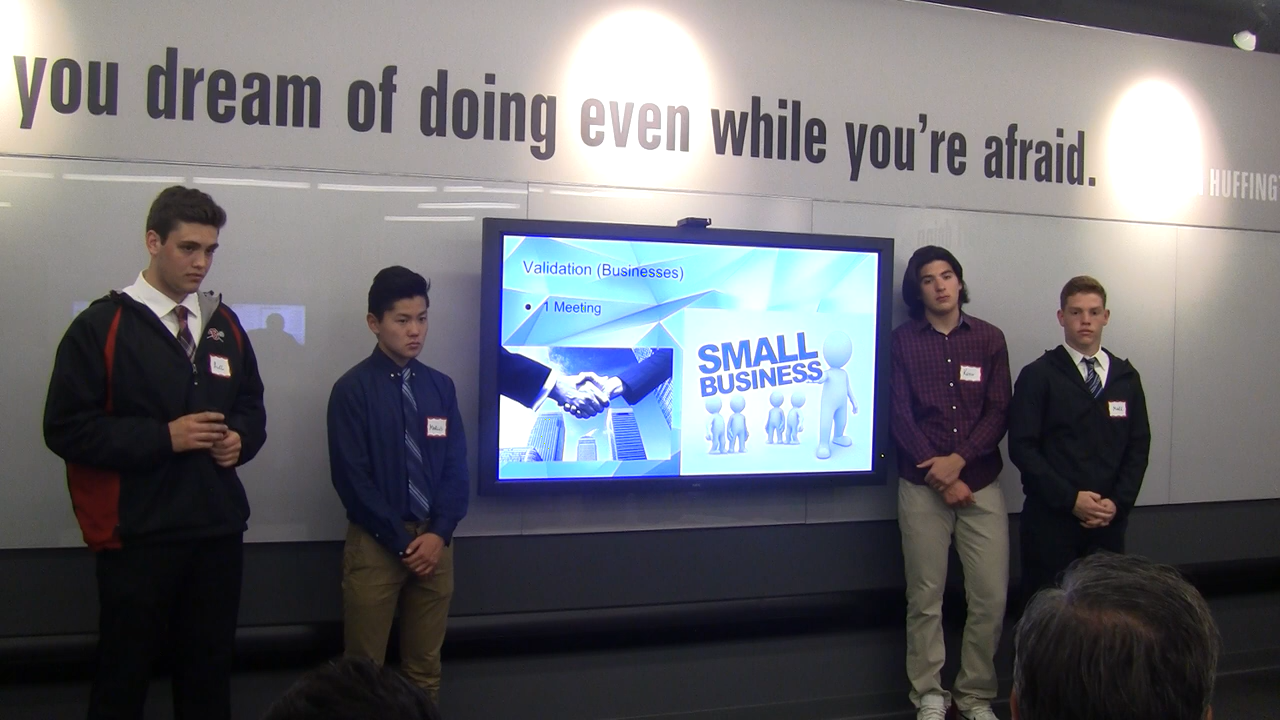 you dream of doing even while you're afraid.
HUFFING
Validation (Businesses)
• 1 Meeting
SMALL
BUSINESS